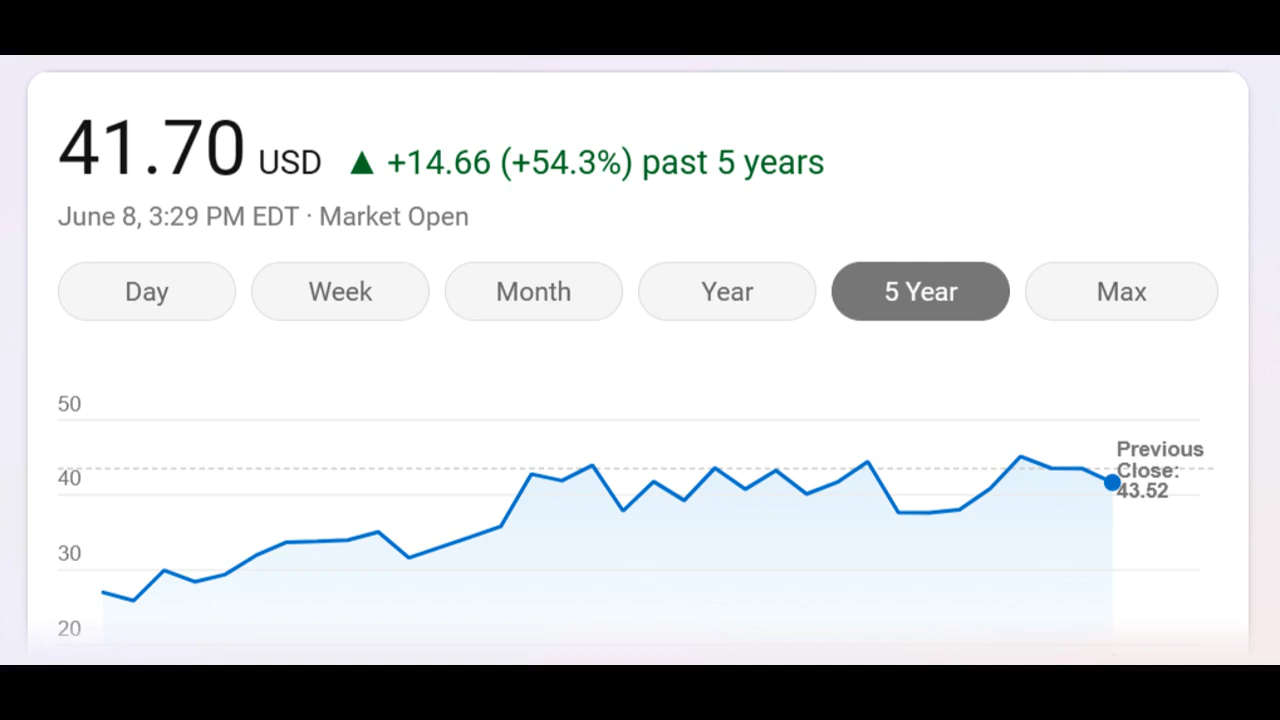 41.70 USD ▲ +14.66 (+54.3%) past 5 years
June 8, 3:29 PM EDT · Market Open
Day Week Month Year 5 Year Max
50
Previous
Close:
43.52
40
30
20